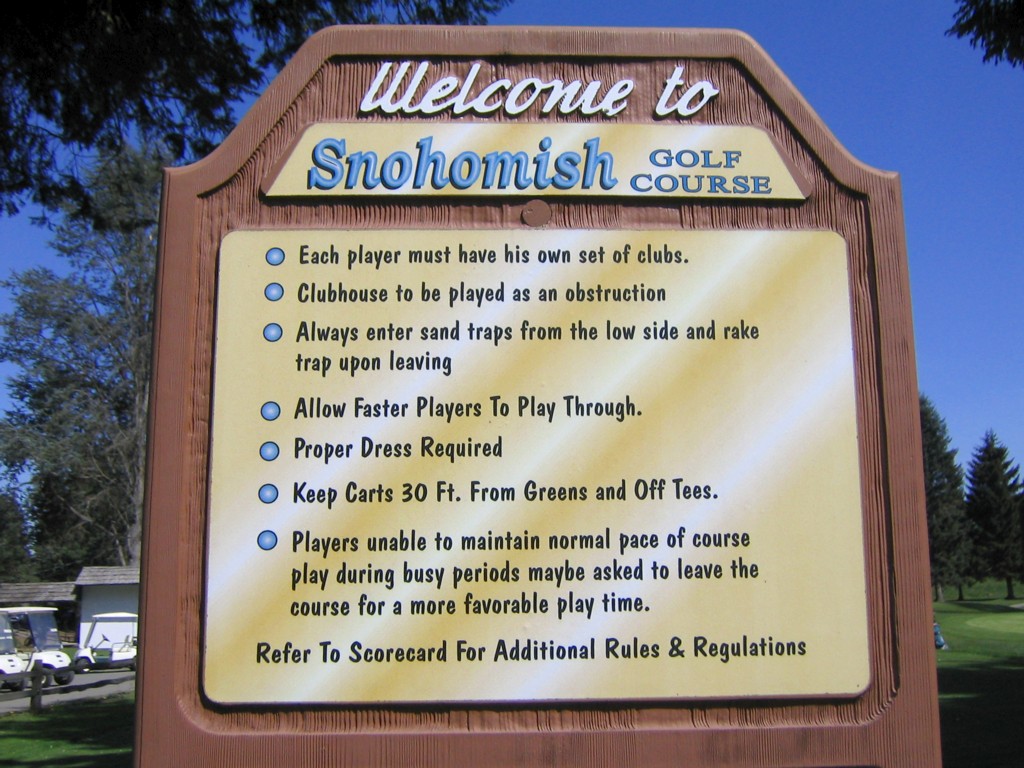 Welcome to
Snohomish GOLF
COURSE
Each player must have his own set of clubs.
Clubhouse to be played as an obstruction
Always enter sand traps from the low side and rake
trap upon leaving
Allow Faster Players To Play Through.
Proper Dress Required
Keep Carts 30 Ft. From Greens and Off Tees.
Players unable to maintain normal pace of course
play during busy periods maybe asked to leave the
course for a more favorable play time.
Refer To Scorecard For Additional Rules & Regulations